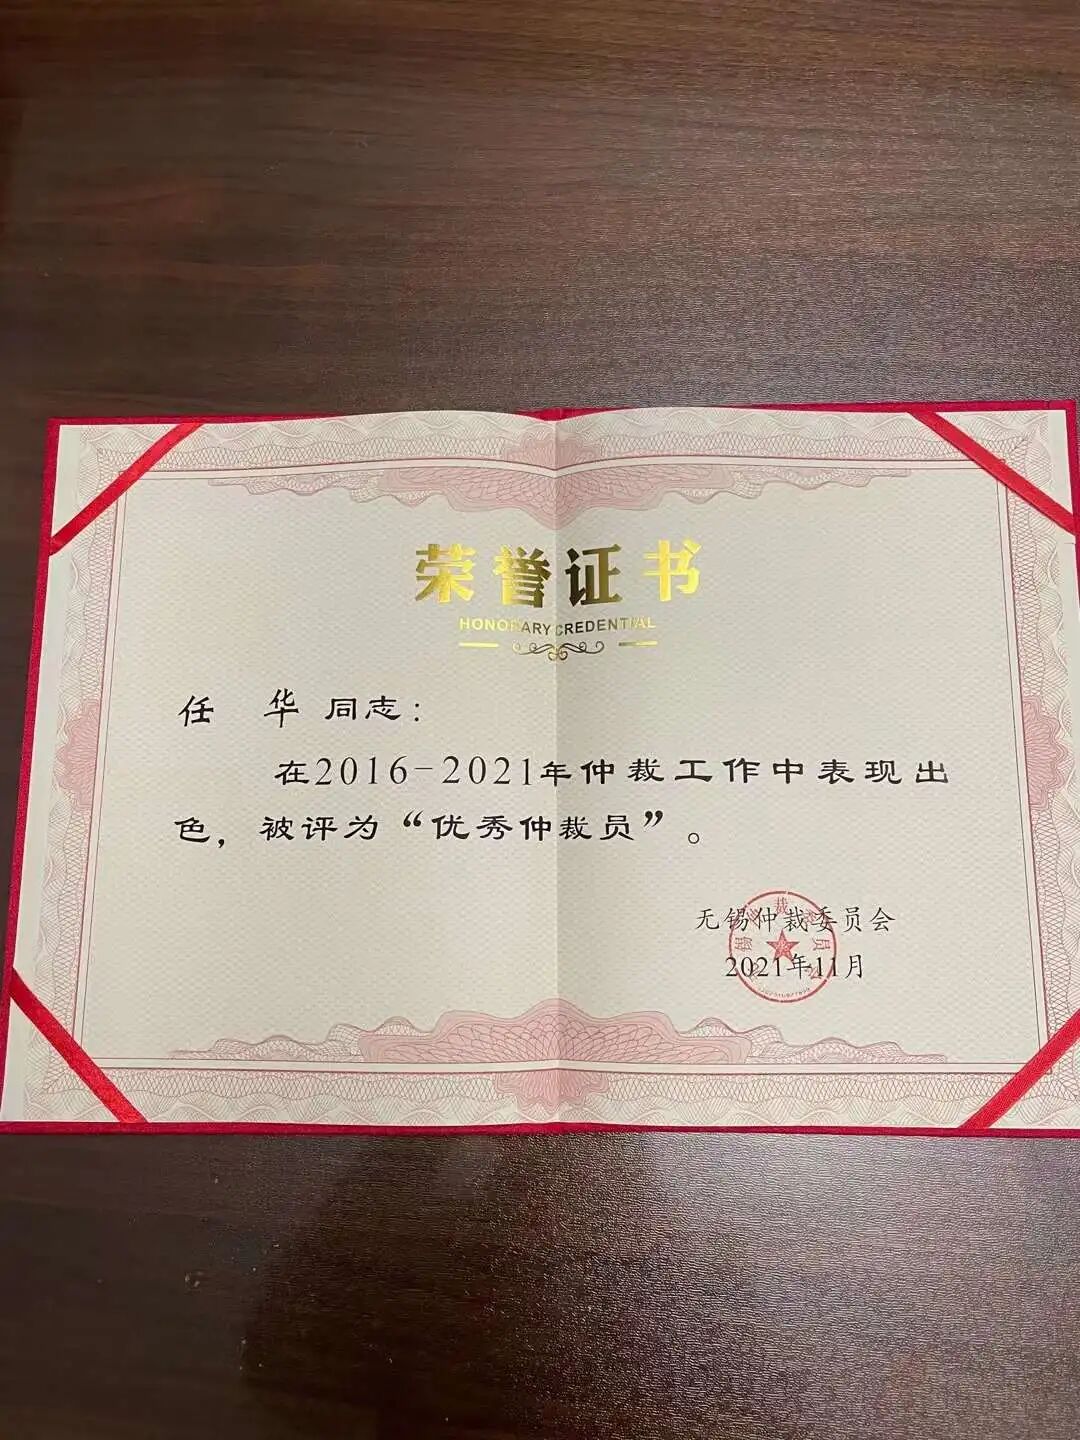 荣誉证书
HONORARY CREDENTIAL
任 华 同志：
在2016-2021年仲裁工作中表现出
色，被评为“优秀仲裁员”。
无锡仲裁委员会
2021年11月